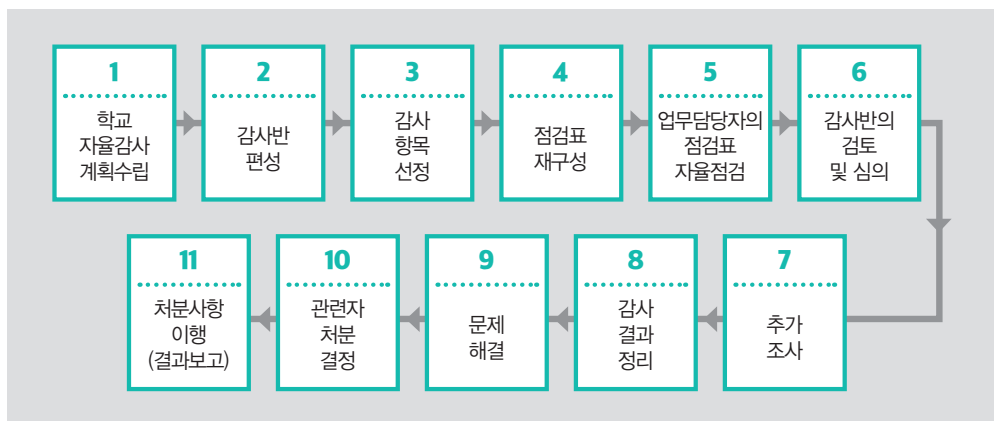 1
학교
자율감사
계획수립
2
감사반
편성
3
감사
항목
선정
4
점검표
재구성
5
업무담당자의
점검표
자율점검
6
감사반의
검토
및 심의
7
추가
조사
8
감사
결과
정리
9
문제
해결
10
관련자
처분
결정
11
처분사항
이행
(결과보고)